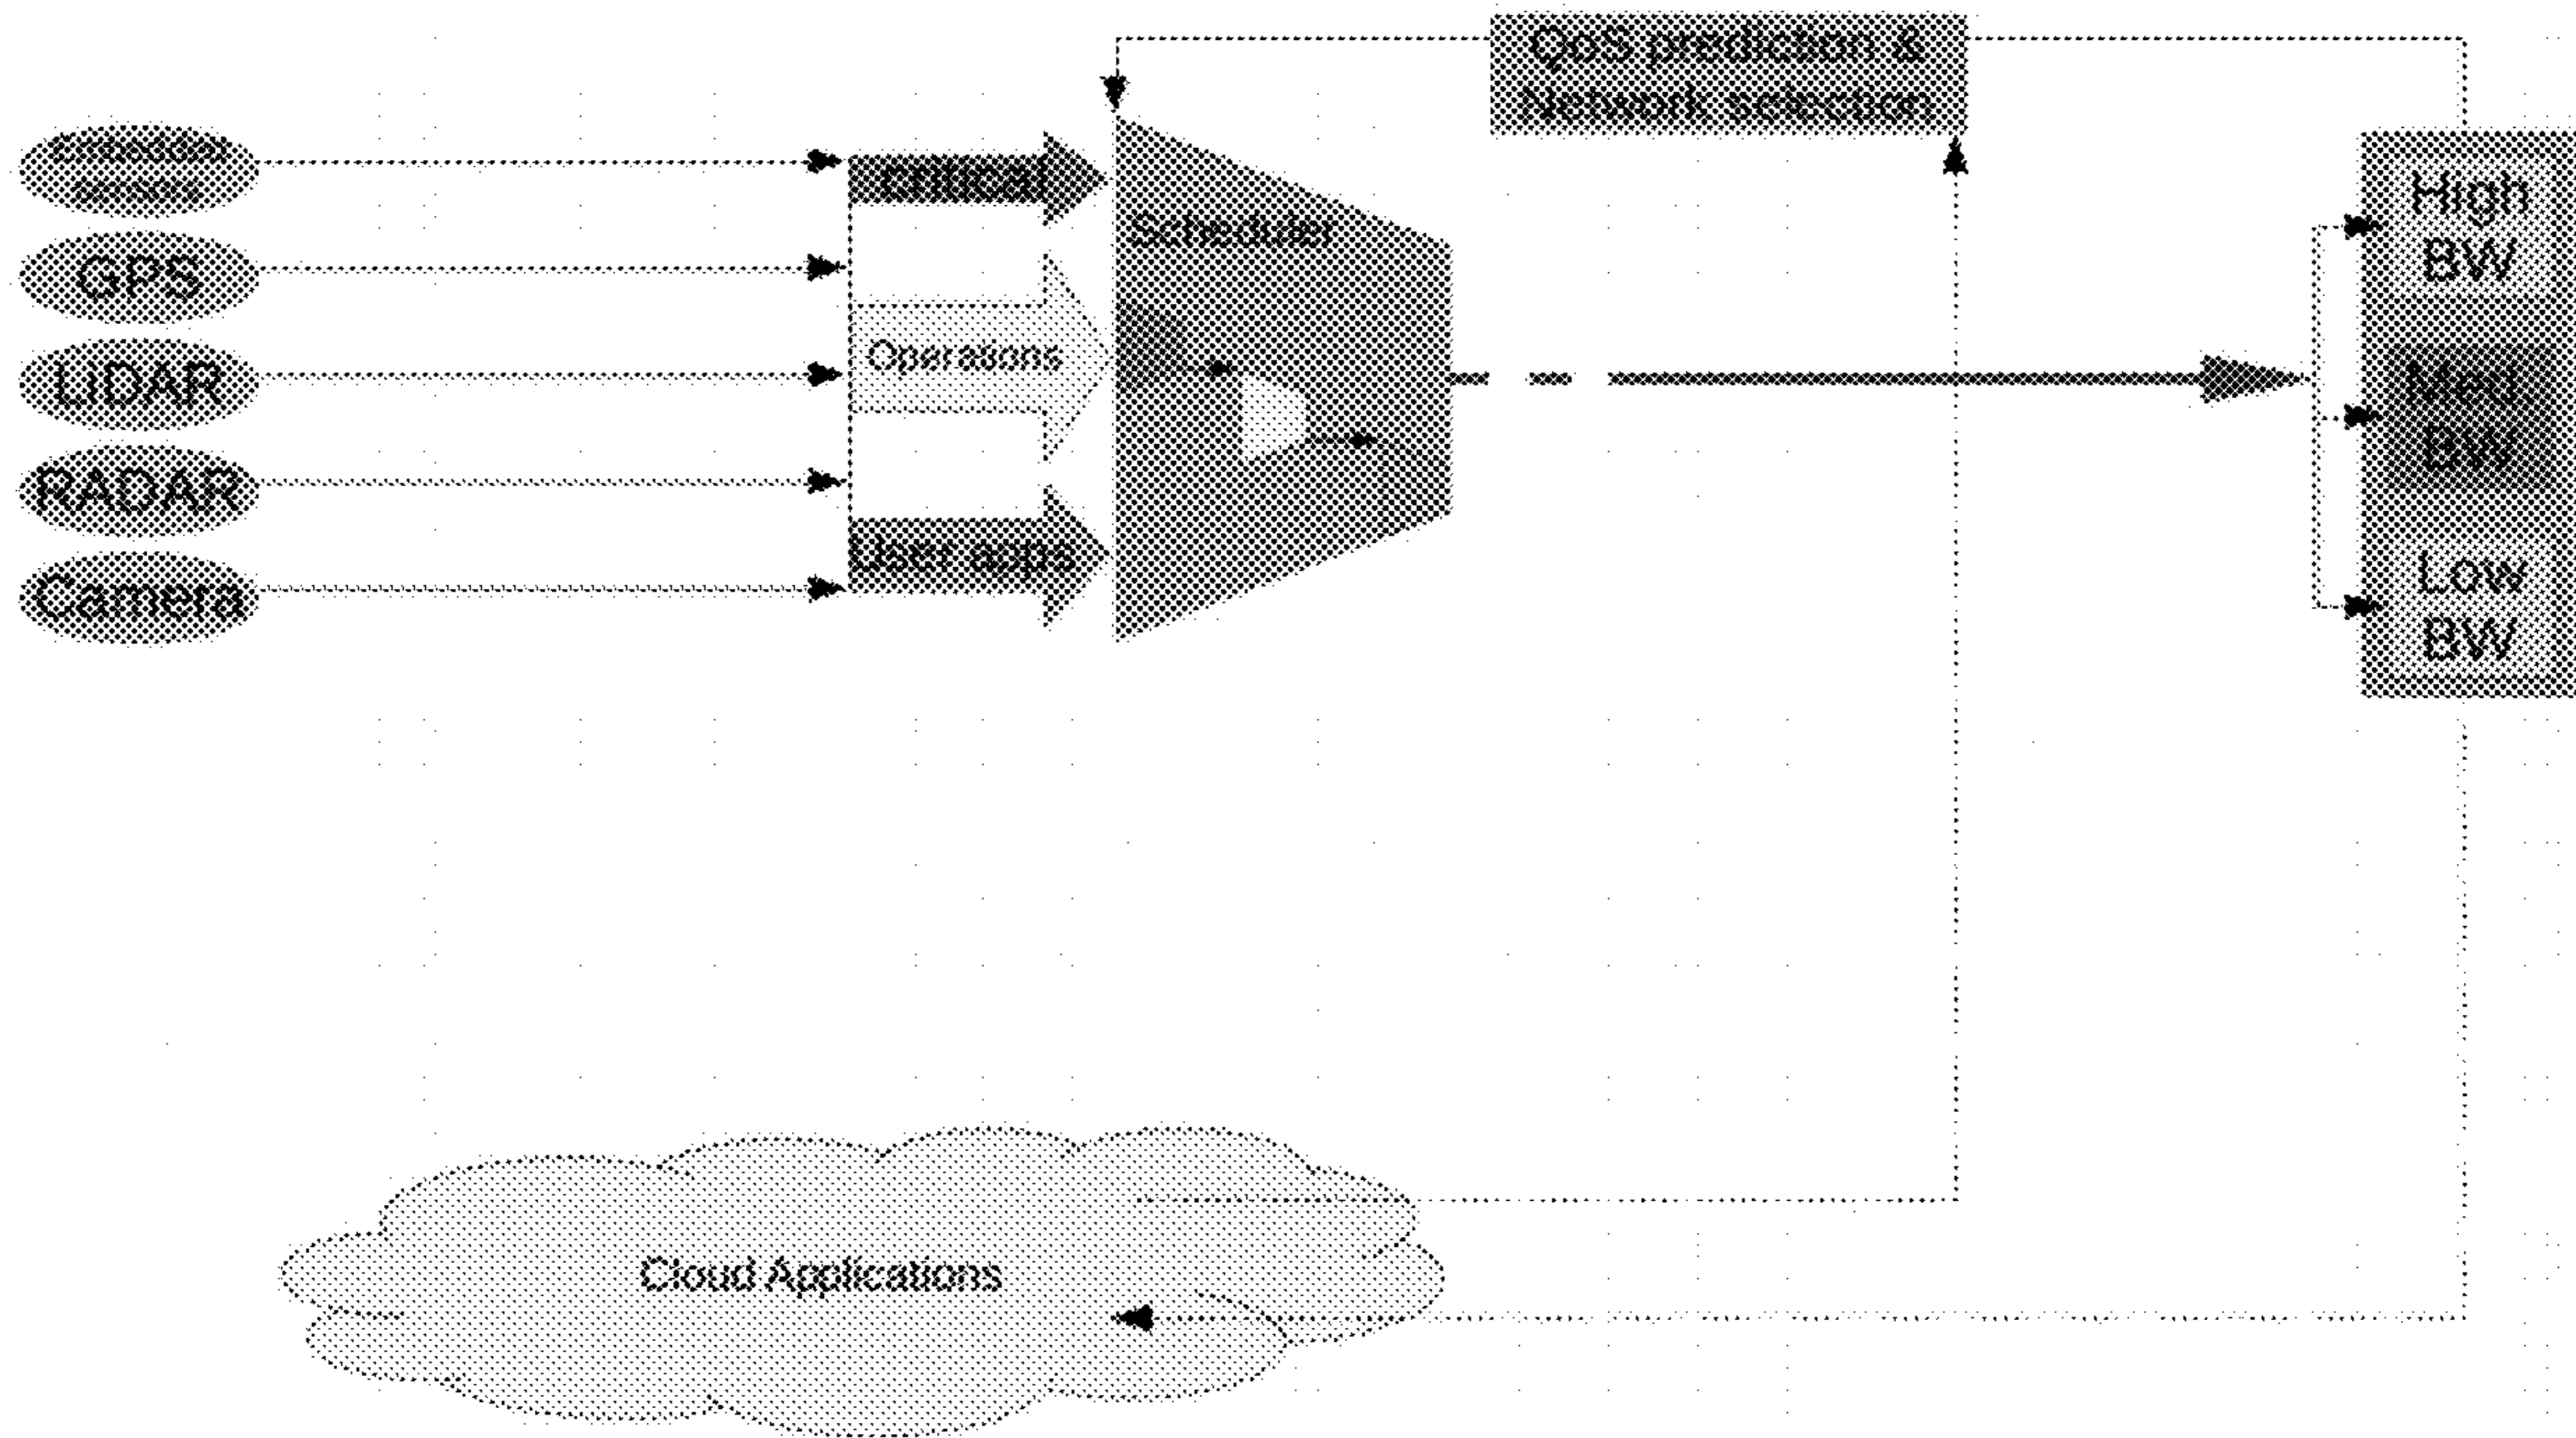 QoS prediction &
Network selection
sensors
critical
Scheduler
High
BW
GPS
Operations
LiDAR
Med
BW
RADAR
User apps
Camera
Low
BW
Cloud Applications